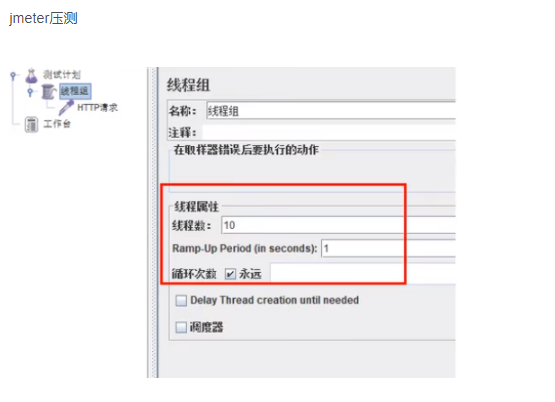 jmeter压测
测试计划
线程组
HTTP请求
工作台
线程组
名称： 线程组
注释：
在取样器错误后要执行的动作
线程属性
线程数： 10
Ramp-Up Period (in seconds): 1
循环次数 永远
Delay Thread creation until needed
调度器